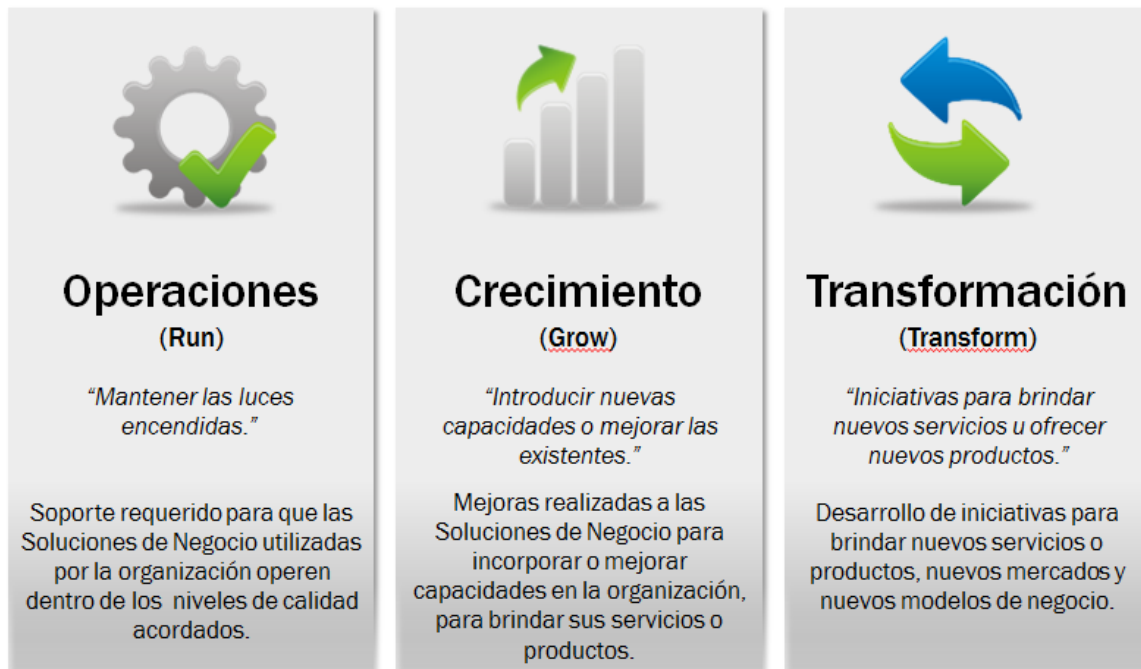 Operaciones
(Run)
“Mantener las luces
encendidas.”
Soporte requerido para que las
Soluciones de Negocio utilizadas
por la organización operen
dentro de los niveles de calidad
acordados.
Crecimiento
(Grow)
“Introducir nuevas
capacidades o mejorar las
existentes.”
Mejoras realizadas a las
Soluciones de Negocio para
incorporar o mejorar
capacidades en la organización,
para brindar sus servicios o
productos.
Transformación
(Transform)
“Iniciativas para brindar
nuevos servicios u ofrecer
nuevos productos.”
Desarrollo de iniciativas para
brindar nuevos servicios o
productos, nuevos mercados y
nuevos modelos de negocio.